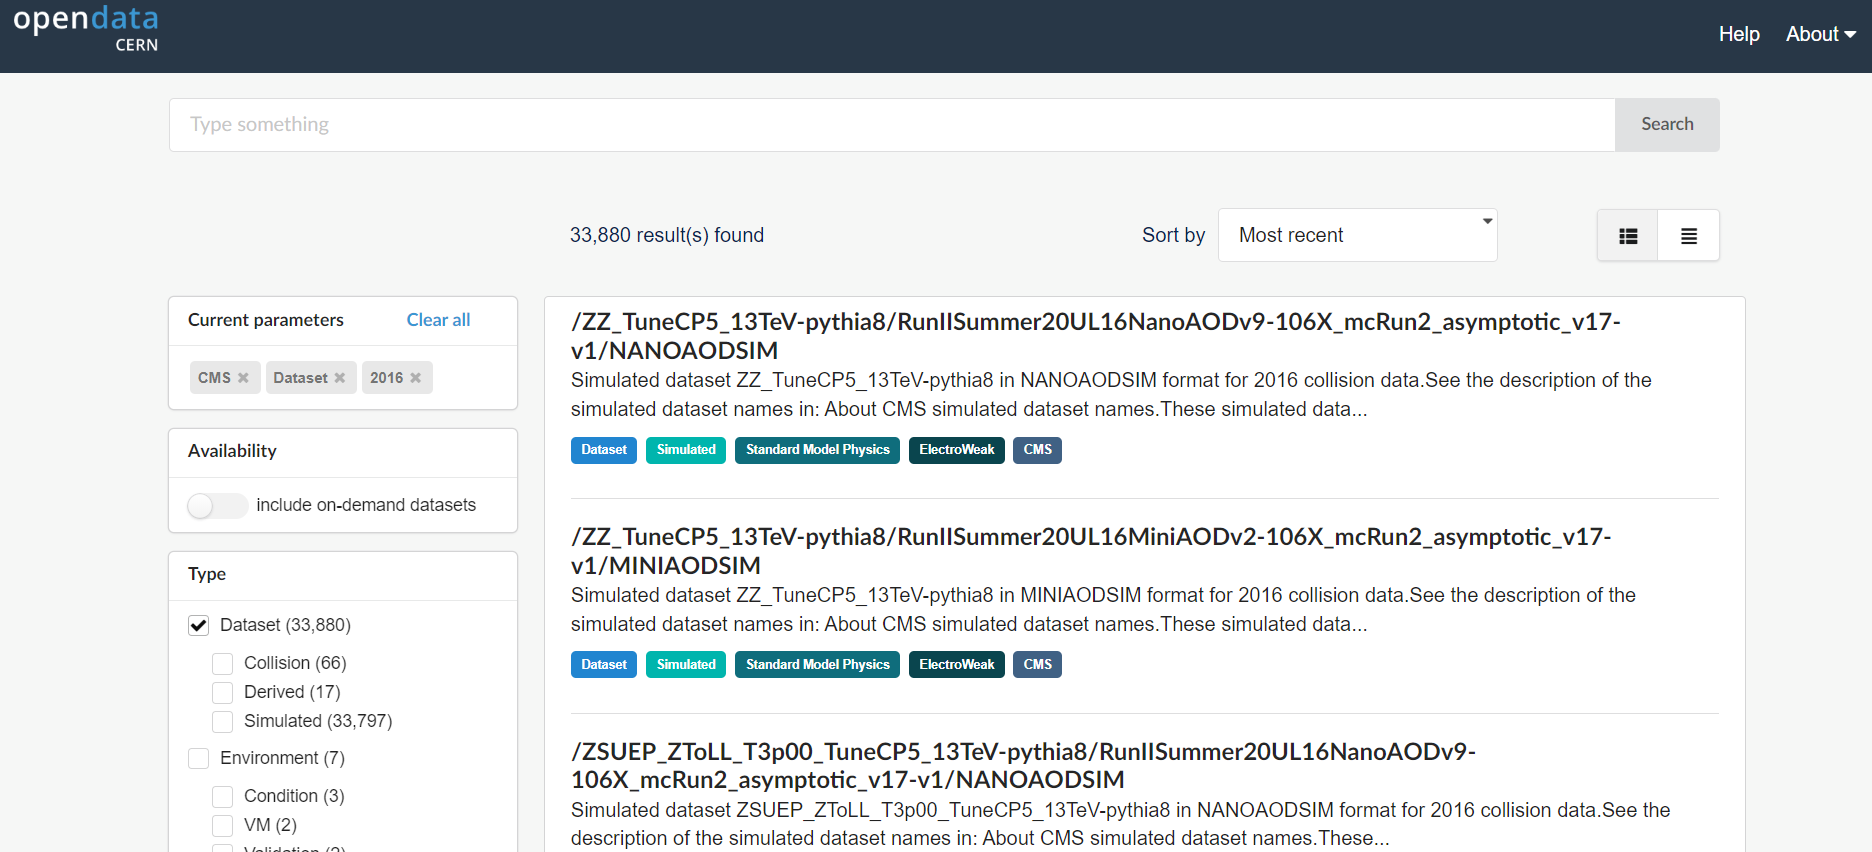 opendata
CERN
Help
About
Type something
Search
33,880 result(s) found
Sort by
Most recent
Current parameters
Clear all
CMS
Dataset
2016
Availability
include on-demand datasets
Type
Dataset (33,880)
Collision (66)
Derived (17)
Simulated (33,797)
Environment (7)
Condition (3)
VM (2)
/ZZ_TuneCP5_13TeV-pythia8/RunIISummer20UL16NanoAODv9-106X_mcRun2_asymptotic_v17-
v1/NANOAODSIM
Simulated dataset ZZ_TuneCP5_13TeV-pythia8 in NANOAODSIM format for 2016 collision data.See the description of the
simulated dataset names in: About CMS simulated dataset names.These simulated data...
Dataset Simulated Standard Model Physics ElectroWeak CMS
/ZZ_TuneCP5_13TeV-pythia8/RunIISummer20UL16MiniAODv2-106X_mcRun2_asymptotic_v17-
v1/MINIAODSIM
Simulated dataset ZZ_TuneCP5_13TeV-pythia8 in MINIAODSIM format for 2016 collision data.See the description of the
simulated dataset names in: About CMS simulated dataset names.These simulated data...
Dataset Simulated Standard Model Physics ElectroWeak CMS
/ZSUEP_ZToLL_T3p00_TuneCP5_13TeV-pythia8/RunIISummer20UL16NanoAODv9-
106X_mcRun2_asymptotic_v17-v1/NANOAODSIM
Simulated dataset ZSUEP_ZToLL_T3p00_TuneCP5_13TeV-pythia8 in NANOAODSIM format for 2016 collision data.See the
description of the simulated dataset names in: About CMS simulated dataset names.These...